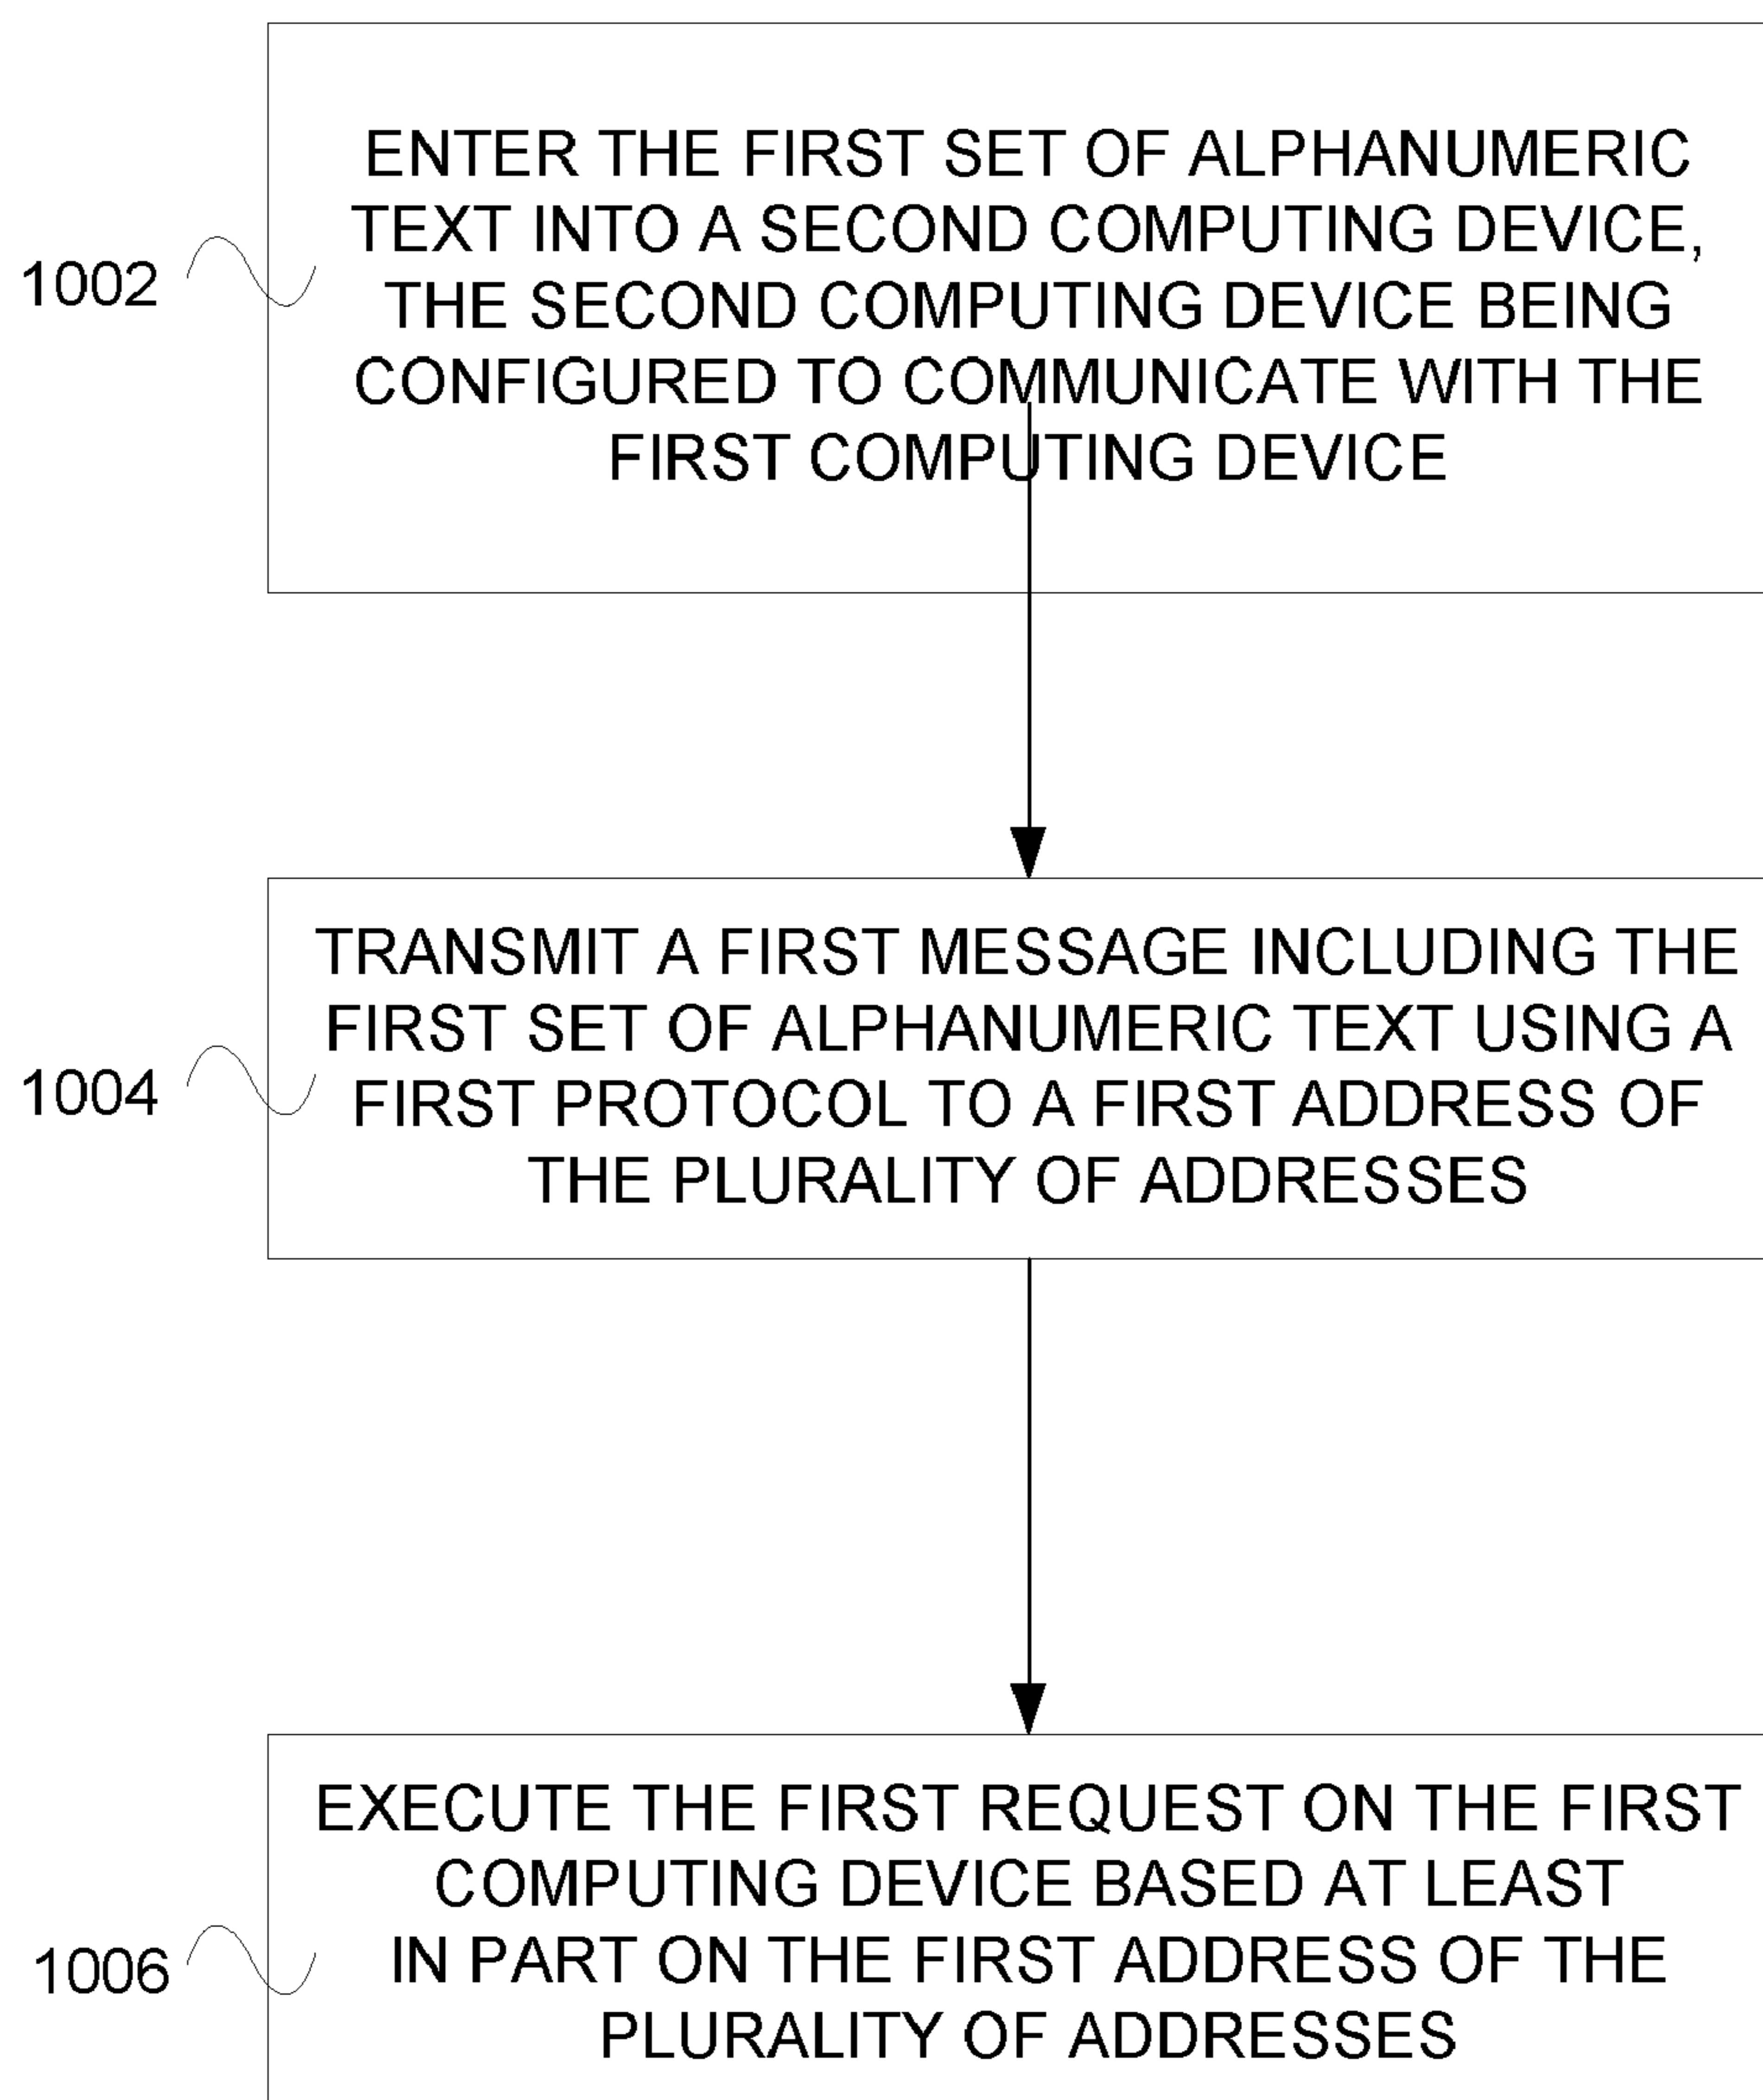 ENTER THE FIRST SET OF ALPHANUMERIC
TEXT INTO A SECOND COMPUTING DEVICE,
1002
THE SECOND COMPUTING DEVICE BEING
CONFIGURED TO COMMUNICATE WITH THE
FIRST COMPUTING DEVICE
TRANSMIT A FIRST MESSAGE INCLUDING THE
FIRST SET OF ALPHANUMERIC TEXT USING A
1004
FIRST PROTOCOL TO A FIRST ADDRESS OF
THE PLURALITY OF ADDRESSES
EXECUTE THE FIRST REQUEST ON THE FIRST
COMPUTING DEVICE BASED AT LEAST
1006
IN PART ON THE FIRST ADDRESS OF THE
PLURALITY OF ADDRESSES